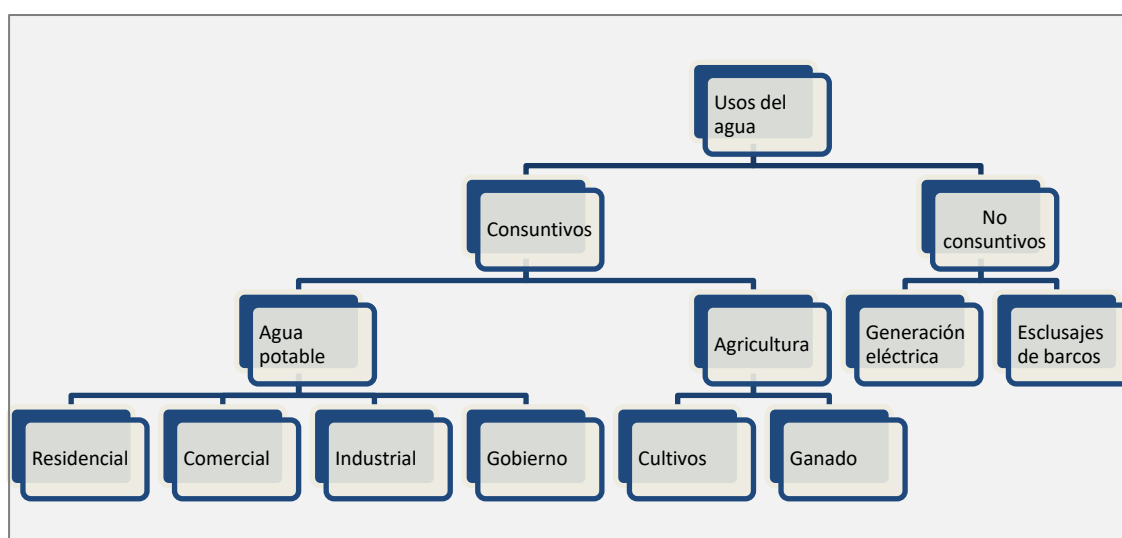 Usos del
agua
Consuntivos
No
consuntivos
Agua
potable
Agricultura
Generación
eléctrica
Esclusajes
de barcos
Residencial
Comercial
Industrial
Gobierno
Cultivos
Ganado